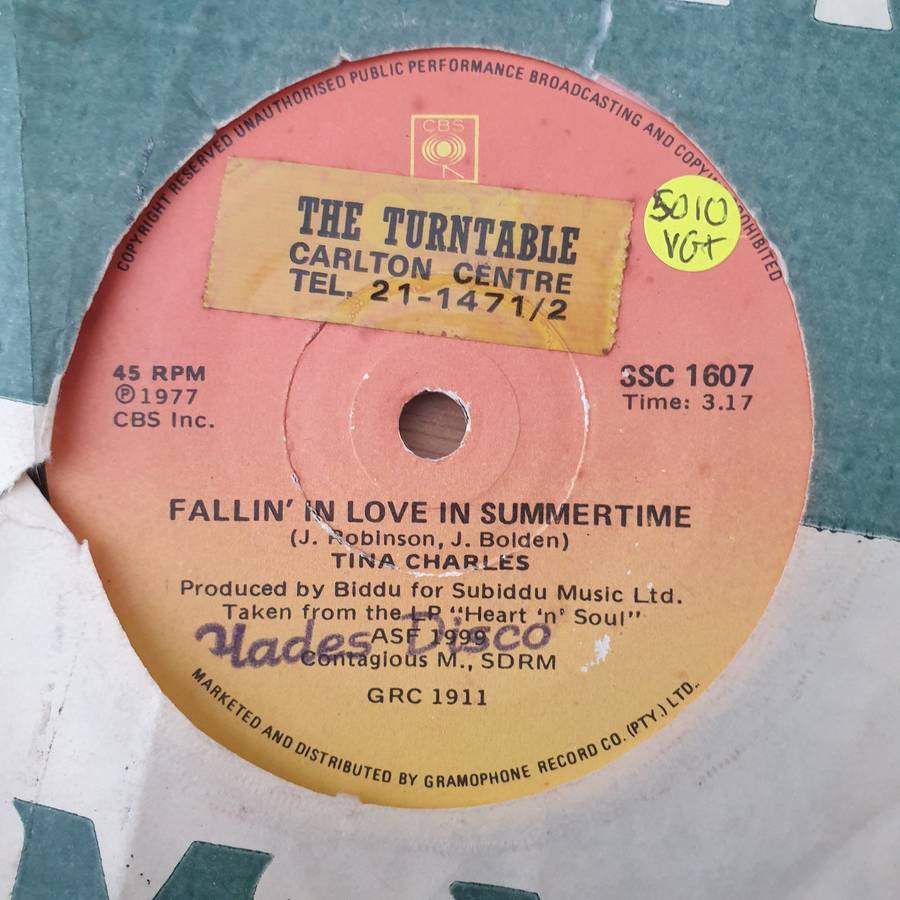 COPYRIGHT RESERVED UNAUTHORISED PUBLIC PERFORMANCE BROADCASTING AND COPYING PROHIBITED
CBS
THE TURNTABLE
CARLTON CENTRE
TEL. 21-1471/2
5010
VG+
45 RPM
Ⓟ1977
CBS Inc.
SSC 1607
Time: 3.17
FALLIN' IN LOVE IN SUMMERTIME
(J. Robinson, J. Bolden)
TINA CHARLES
Produced by Biddu for Subiddu Music Ltd.
Taken from the LP "Heart 'n' Soul"
ASF 1999
Hades Disco
Contagious M., SDRM
GRC 1911
MARKETED AND DISTRIBUTED BY GRAMOPHONE RECORD CO. (PTY.) LTD.